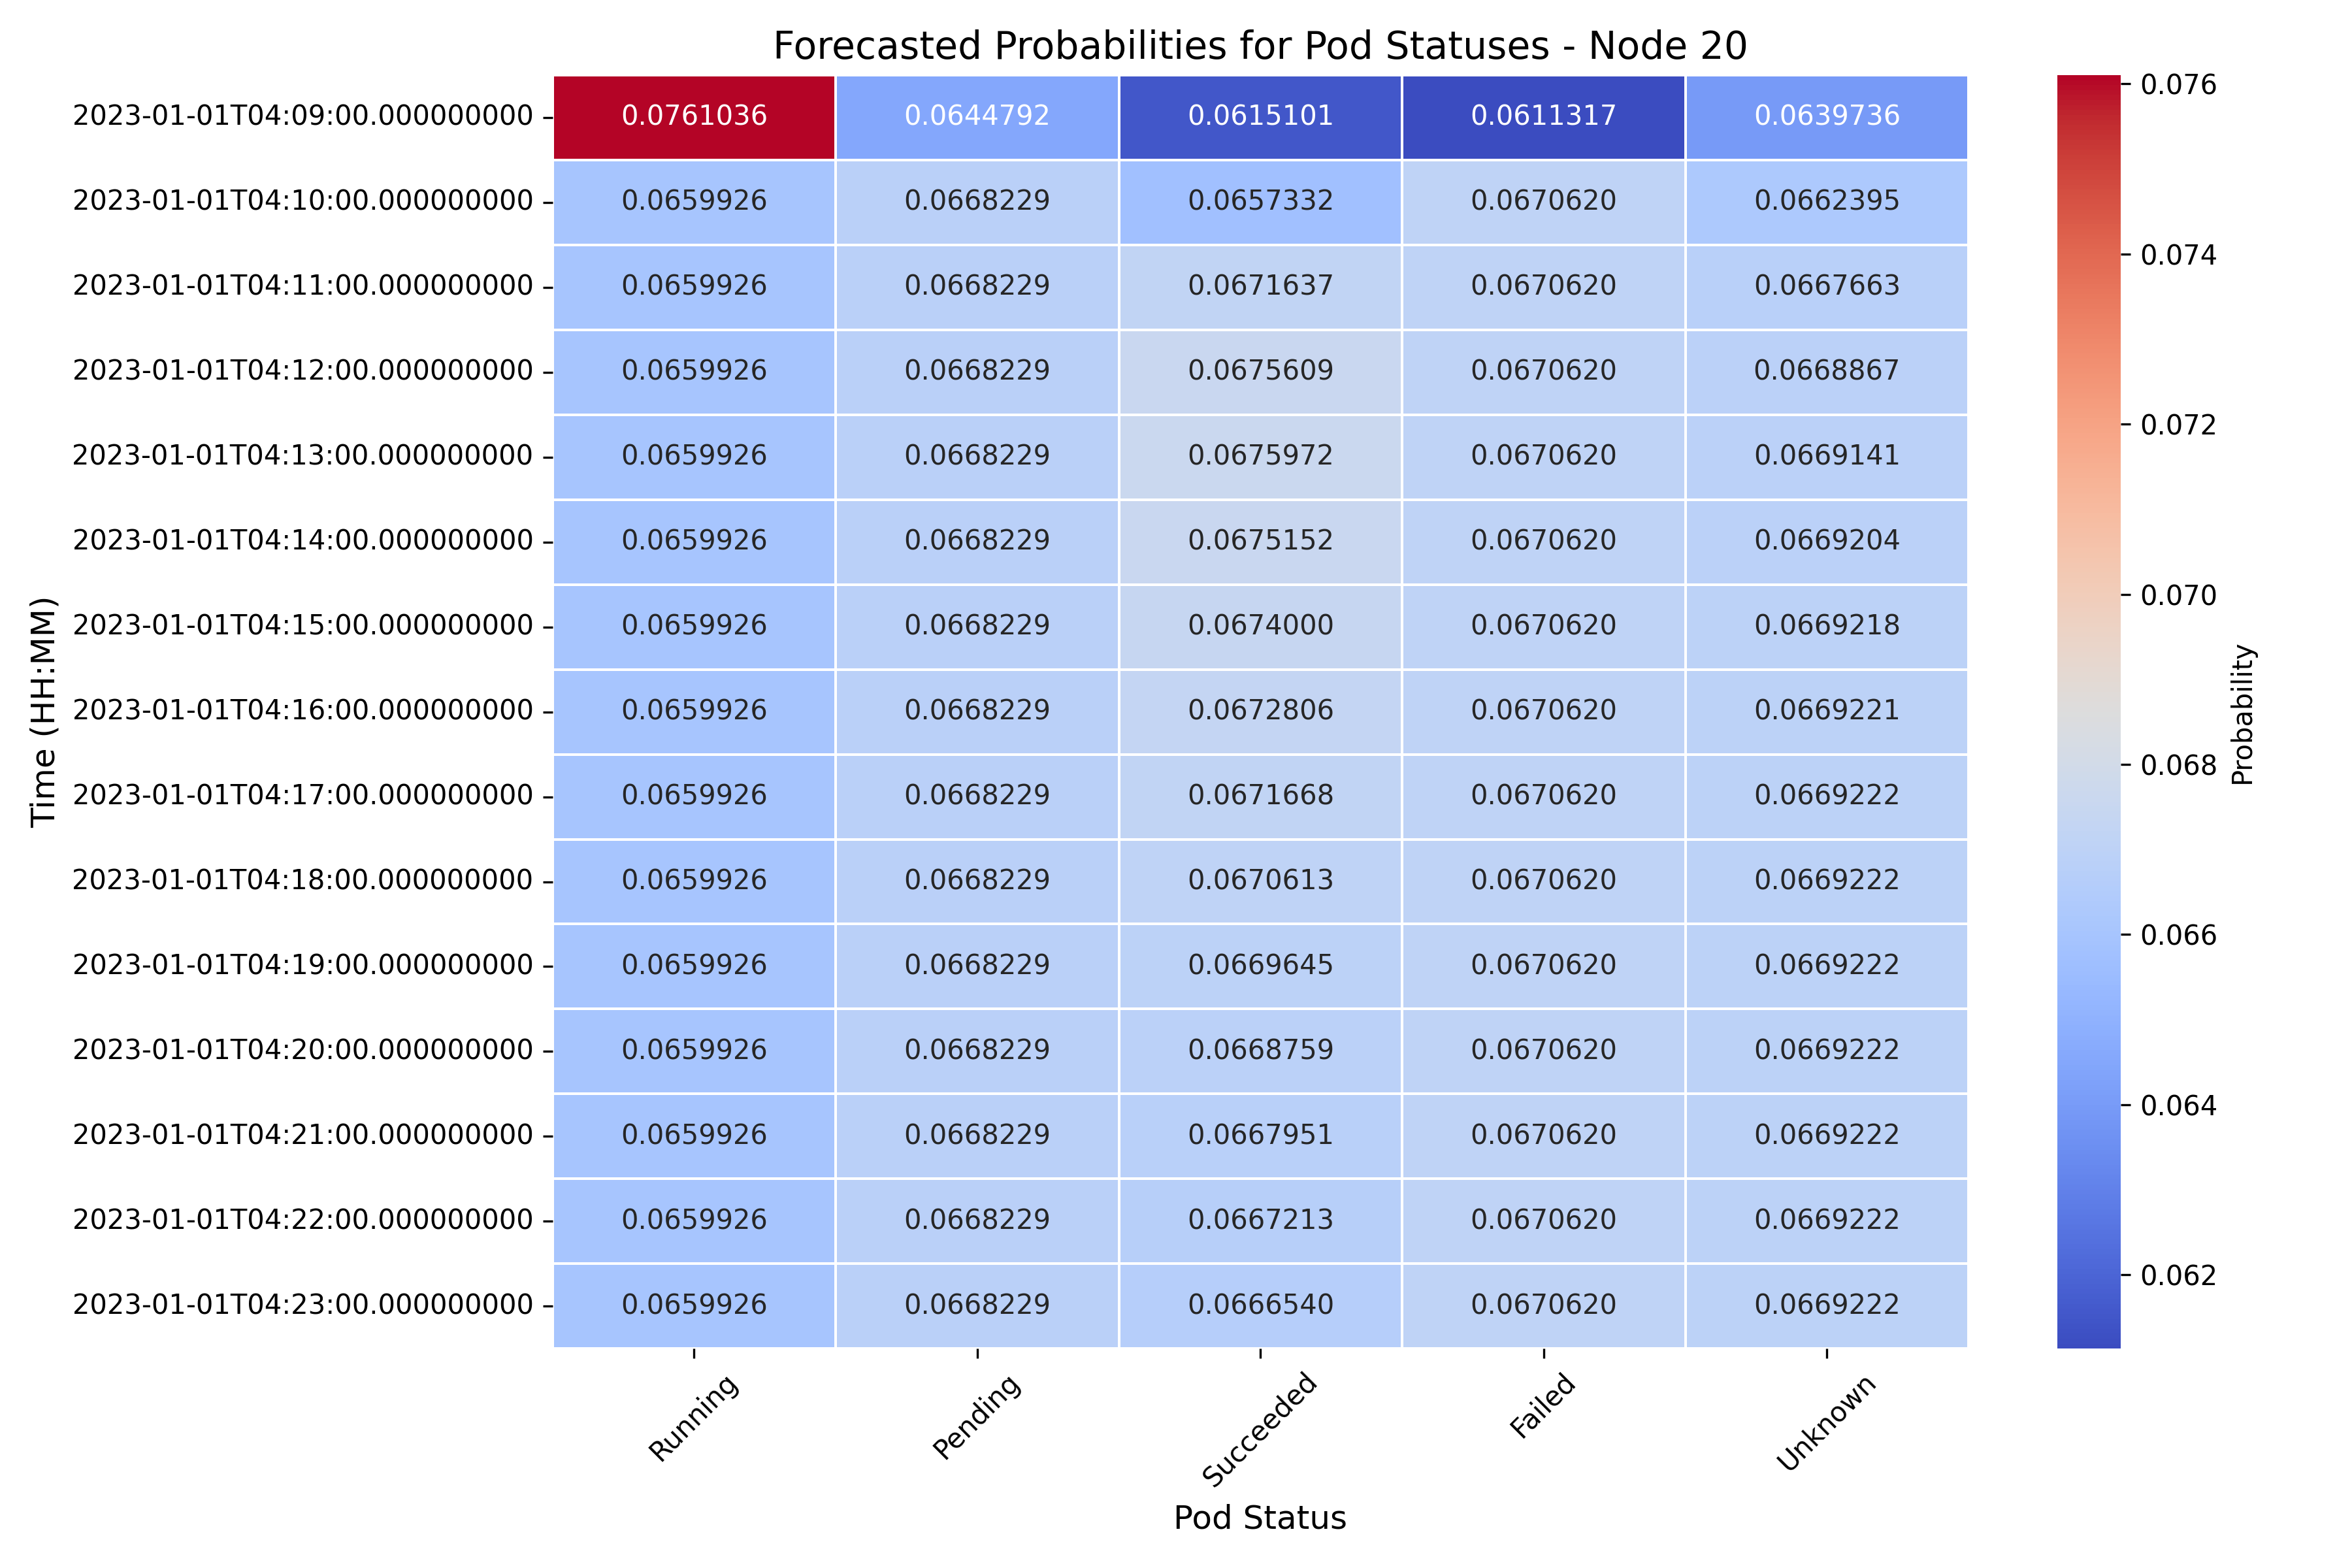 Forecasted Probabilities for Pod Statuses - Node 20
2023-01-01T04:09:00.000000000 0.0761036 0.0644792 0.0615101 0.0611317 0.0639736
2023-01-01T04:10:00.000000000 0.0659926 0.0668229 0.0657332 0.0670620 0.0662395
2023-01-01T04:11:00.000000000 0.0659926 0.0668229 0.0671637 0.0670620 0.0667663
2023-01-01T04:12:00.000000000 0.0659926 0.0668229 0.0675609 0.0670620 0.0668867
2023-01-01T04:13:00.000000000 0.0659926 0.0668229 0.0675972 0.0670620 0.0669141
2023-01-01T04:14:00.000000000 0.0659926 0.0668229 0.0675152 0.0670620 0.0669204
2023-01-01T04:15:00.000000000 0.0659926 0.0668229 0.0674000 0.0670620 0.0669218
2023-01-01T04:16:00.000000000 0.0659926 0.0668229 0.0672806 0.0670620 0.0669221
2023-01-01T04:17:00.000000000 0.0659926 0.0668229 0.0671668 0.0670620 0.0669222
2023-01-01T04:18:00.000000000 0.0659926 0.0668229 0.0670613 0.0670620 0.0669222
2023-01-01T04:19:00.000000000 0.0659926 0.0668229 0.0669645 0.0670620 0.0669222
2023-01-01T04:20:00.000000000 0.0659926 0.0668229 0.0668759 0.0670620 0.0669222
2023-01-01T04:21:00.000000000 0.0659926 0.0668229 0.0667951 0.0670620 0.0669222
2023-01-01T04:22:00.000000000 0.0659926 0.0668229 0.0667213 0.0670620 0.0669222
2023-01-01T04:23:00.000000000 0.0659926 0.0668229 0.0666540 0.0670620 0.0669222
Time (HH:MM)
Running Pending Succeeded Failed Unknown
Pod Status
0.076
0.074
0.072
0.070
0.068
0.066
0.064
0.062
Probability